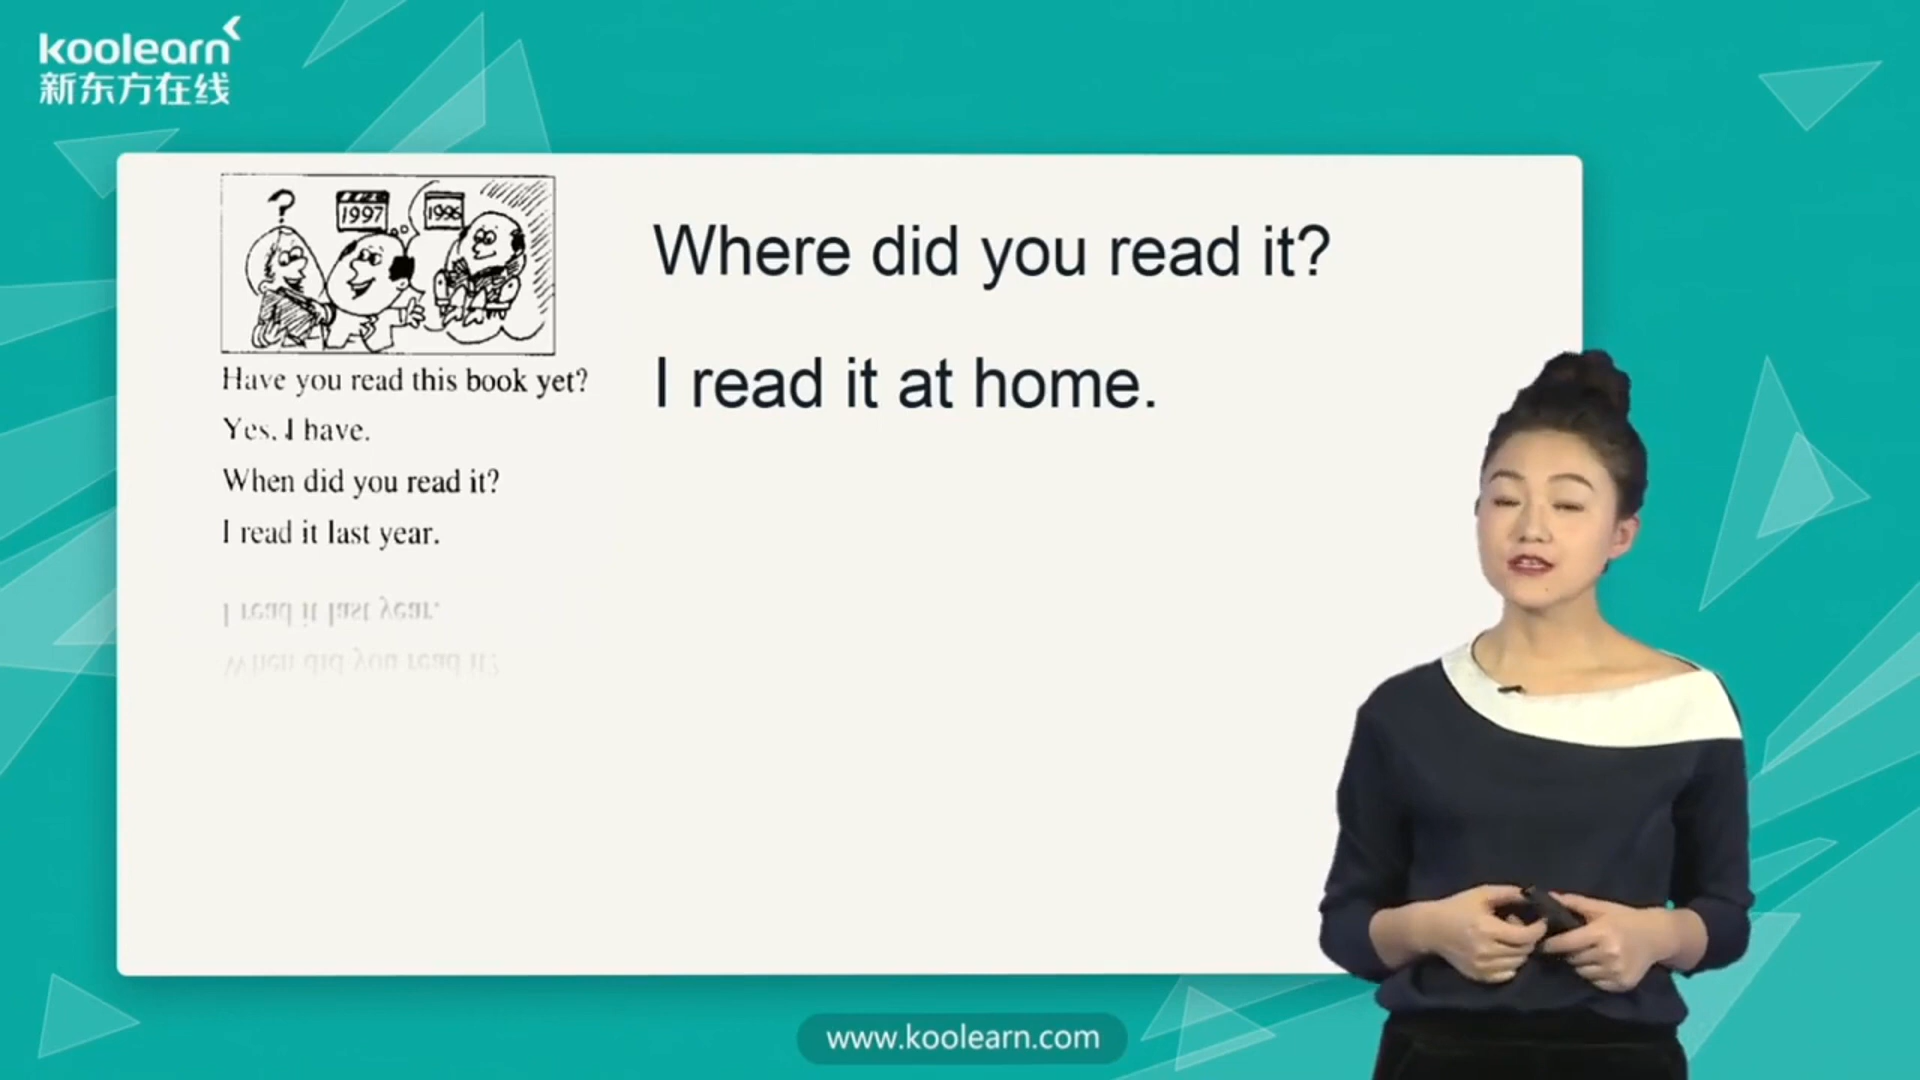 koolearn
新东方在线
1997
1996
Have you read this book yet?
Yes, I have.
When did you read it?
I read it last year.
Where did you read it?
I read it at home.
www.koolearn.com